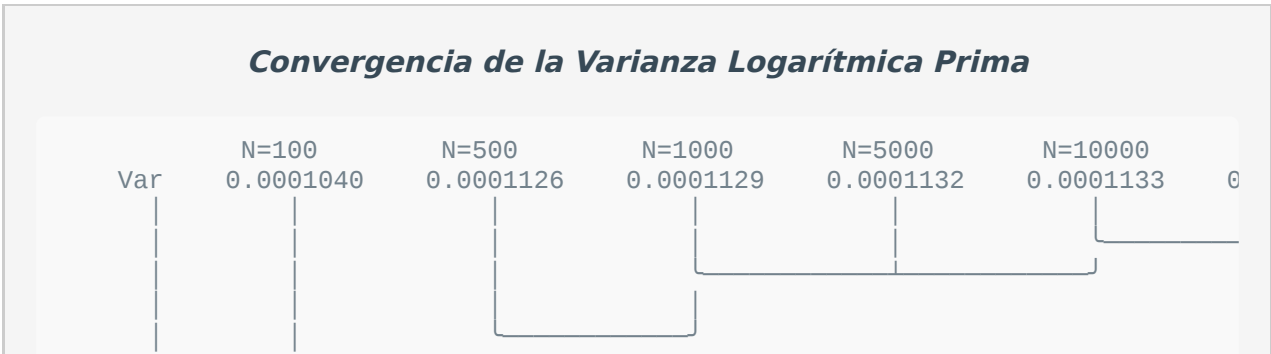 Convergencia de la Varianza Logarítmica Prima
N=100 N=500 N=1000 N=5000 N=10000
Var 0.0001040 0.0001126 0.0001129 0.0001132 0.0001133 0